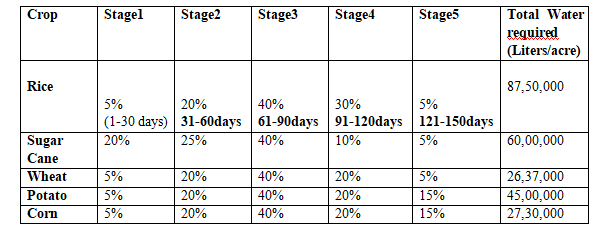 Crop Stage1 Stage2 Stage3 Stage4 Stage5 Total Water
required
(Liters/acre)
Rice 87,50,000
5% 20% 40% 30% 5%
(1-30 days) 31-60days 61-90days 91-120days 121-150days
Sugar 20% 25% 40% 10% 5% 60,00,000
Cane
Wheat 5% 20% 40% 20% 5% 26,37,000
Potato 5% 20% 40% 20% 15% 45,00,000
Corn 5% 20% 40% 20% 15% 27,30,000